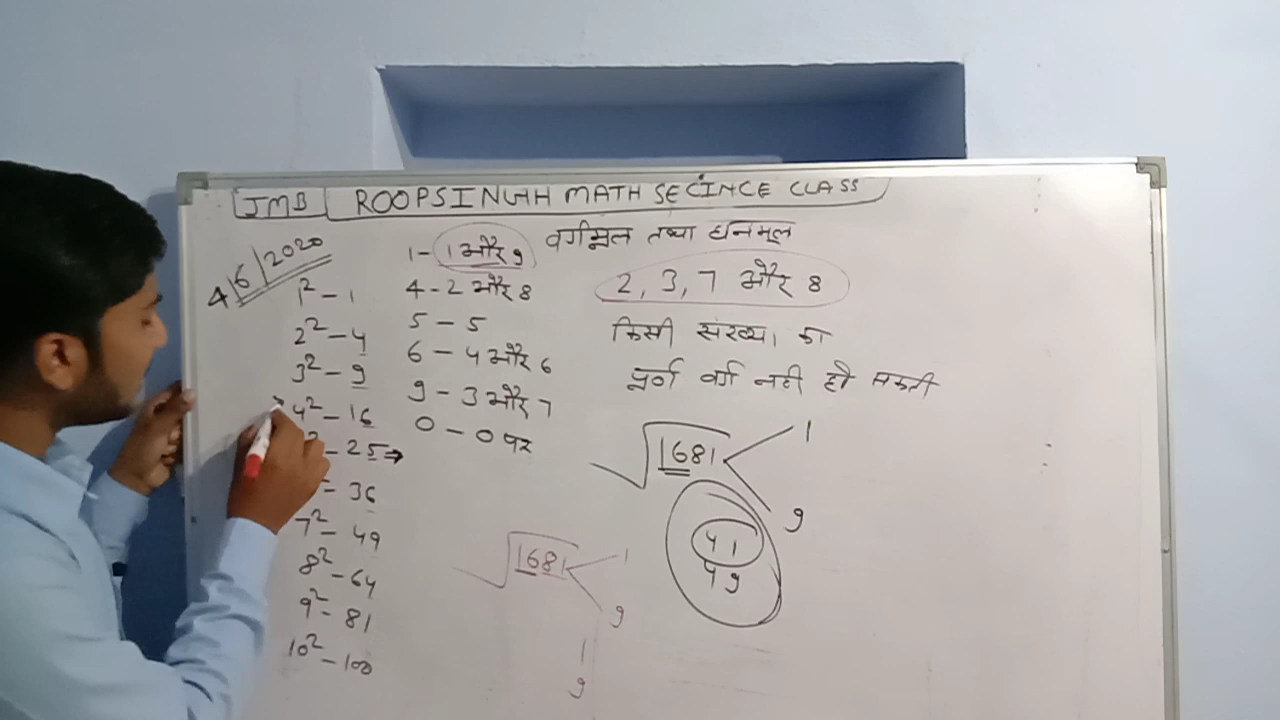 JMB ROOPSINGH MATH SECINCE CLASS
4/6/2020
वर्गमूल तथा घनमूल
1² - 1
2² - 4
3² - 9
4² - 16
² - 25 →
- 36
7² - 49
8² - 64
9² - 81
10² - 100
1 - 1 और 9
4 - 2 और 8
5 - 5
6 - 4 और 6
9 - 3 और 7
0 - 0 पर
2, 3, 7 और 8
किसी संख्या का
पूर्ण वर्ग नही हो सकती
√1681 1
9
41
49
√1681 1
9
1
9